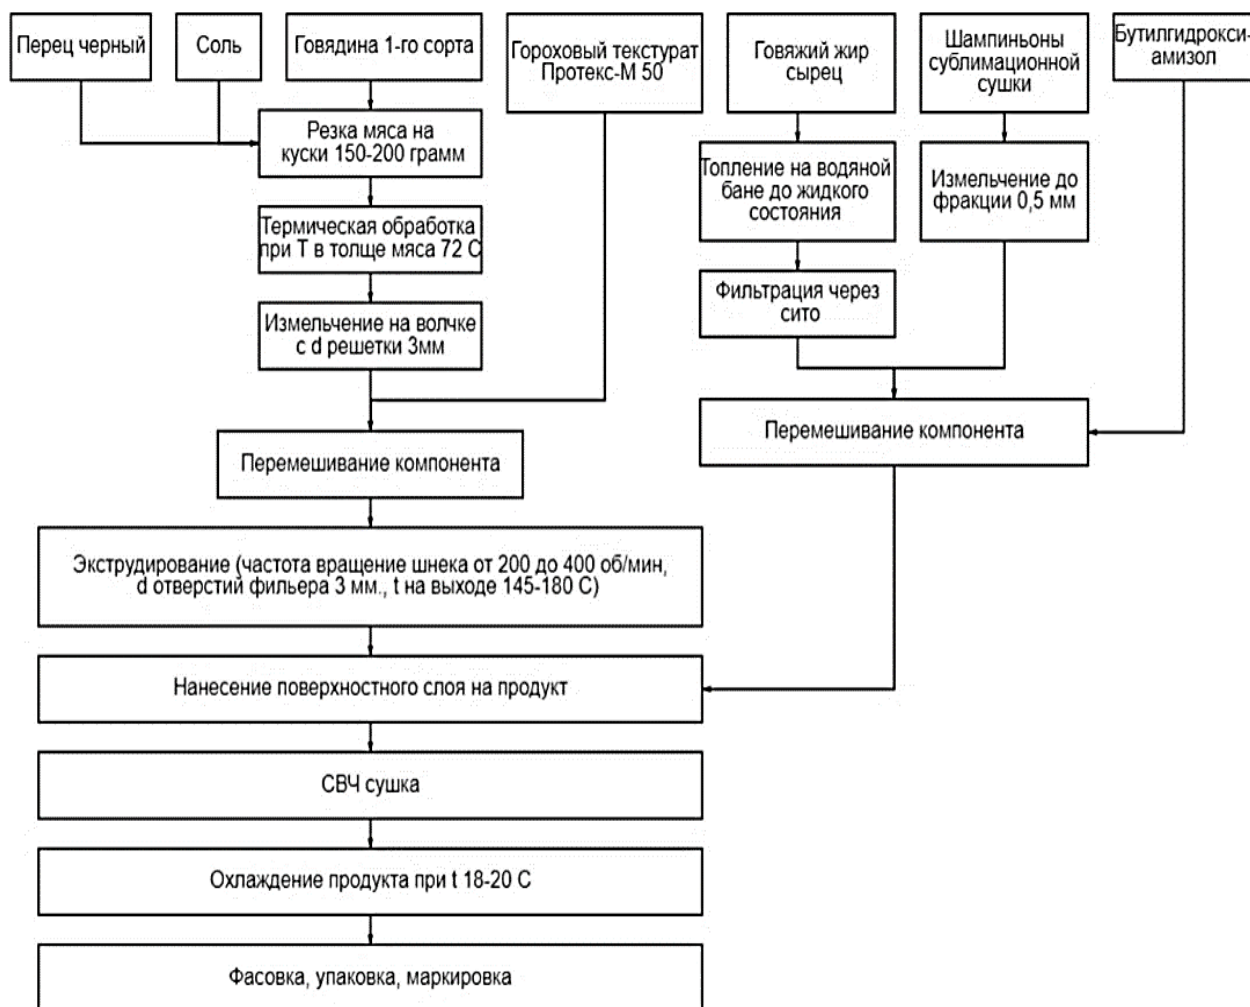 Перец черный
Соль
Говядина 1-го сорта
Гороховый текстурат
Протекс-М 50
Говяжий жир
сырец
Шампиньоны
сублимационной
сушки
Бутилгидрокси-
амизол
Резка мяса на
куски 150-200 грамм
Топление на водяной
бане до жидкого
состояния
Измельчение до
фракции 0,5 мм
Термическая обработка
при Т в толще мяса 72 С
Фильтрация через
сито
Измельчение на волчке
с d решетки 3мм
Перемешивание компонента
Перемешивание компонента
Экструдирование (частота вращение шнека от 200 до 400 об/мин,
d отверстий фильера 3 мм., t на выходе 145-180 С)
Нанесение поверхностного слоя на продукт
СВЧ сушка
Охлаждение продукта при t 18-20 С
Фасовка, упаковка, маркировка